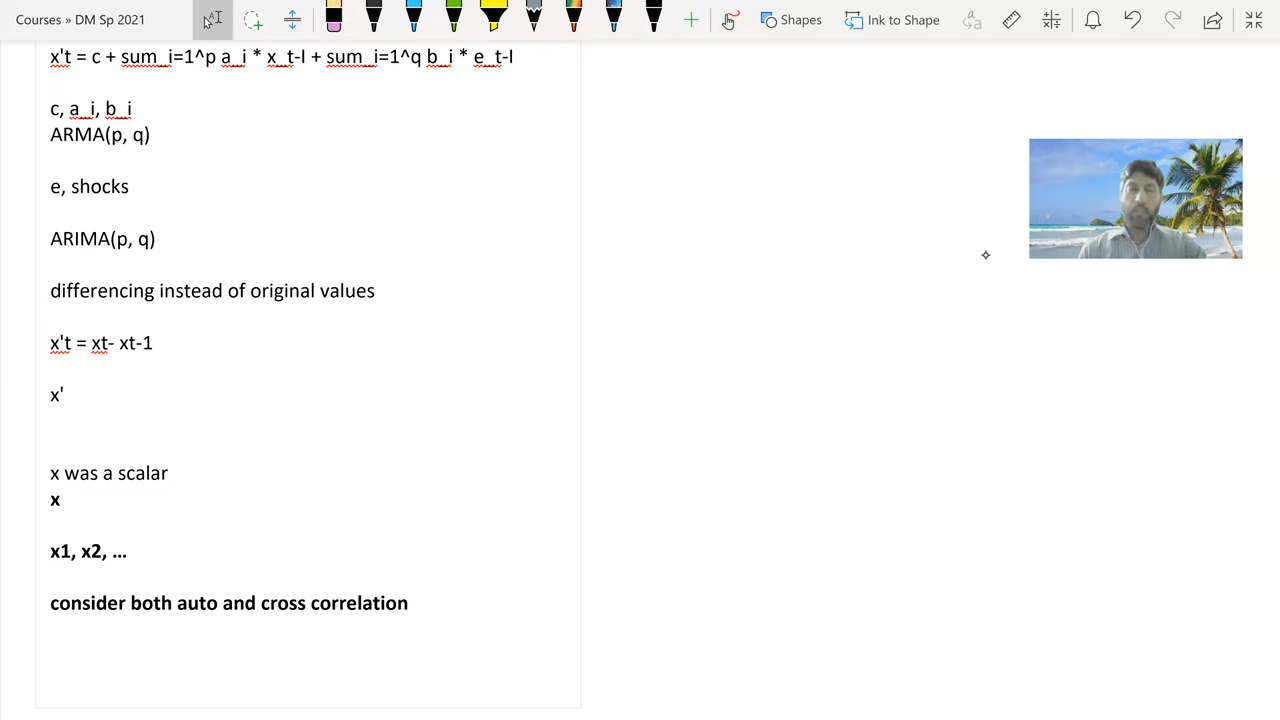 Courses » DM Sp 2021
Shapes
Ink to Shape
x't = c + sum_i=1^p a_i * x_t-I + sum_i=1^q b_i * e_t-I
c, a_i, b_i
ARMA(p, q)
e, shocks
ARIMA(p, q)
differencing instead of original values
x't = xt- xt-1
x'
x was a scalar
x
x1, x2, ...
consider both auto and cross correlation